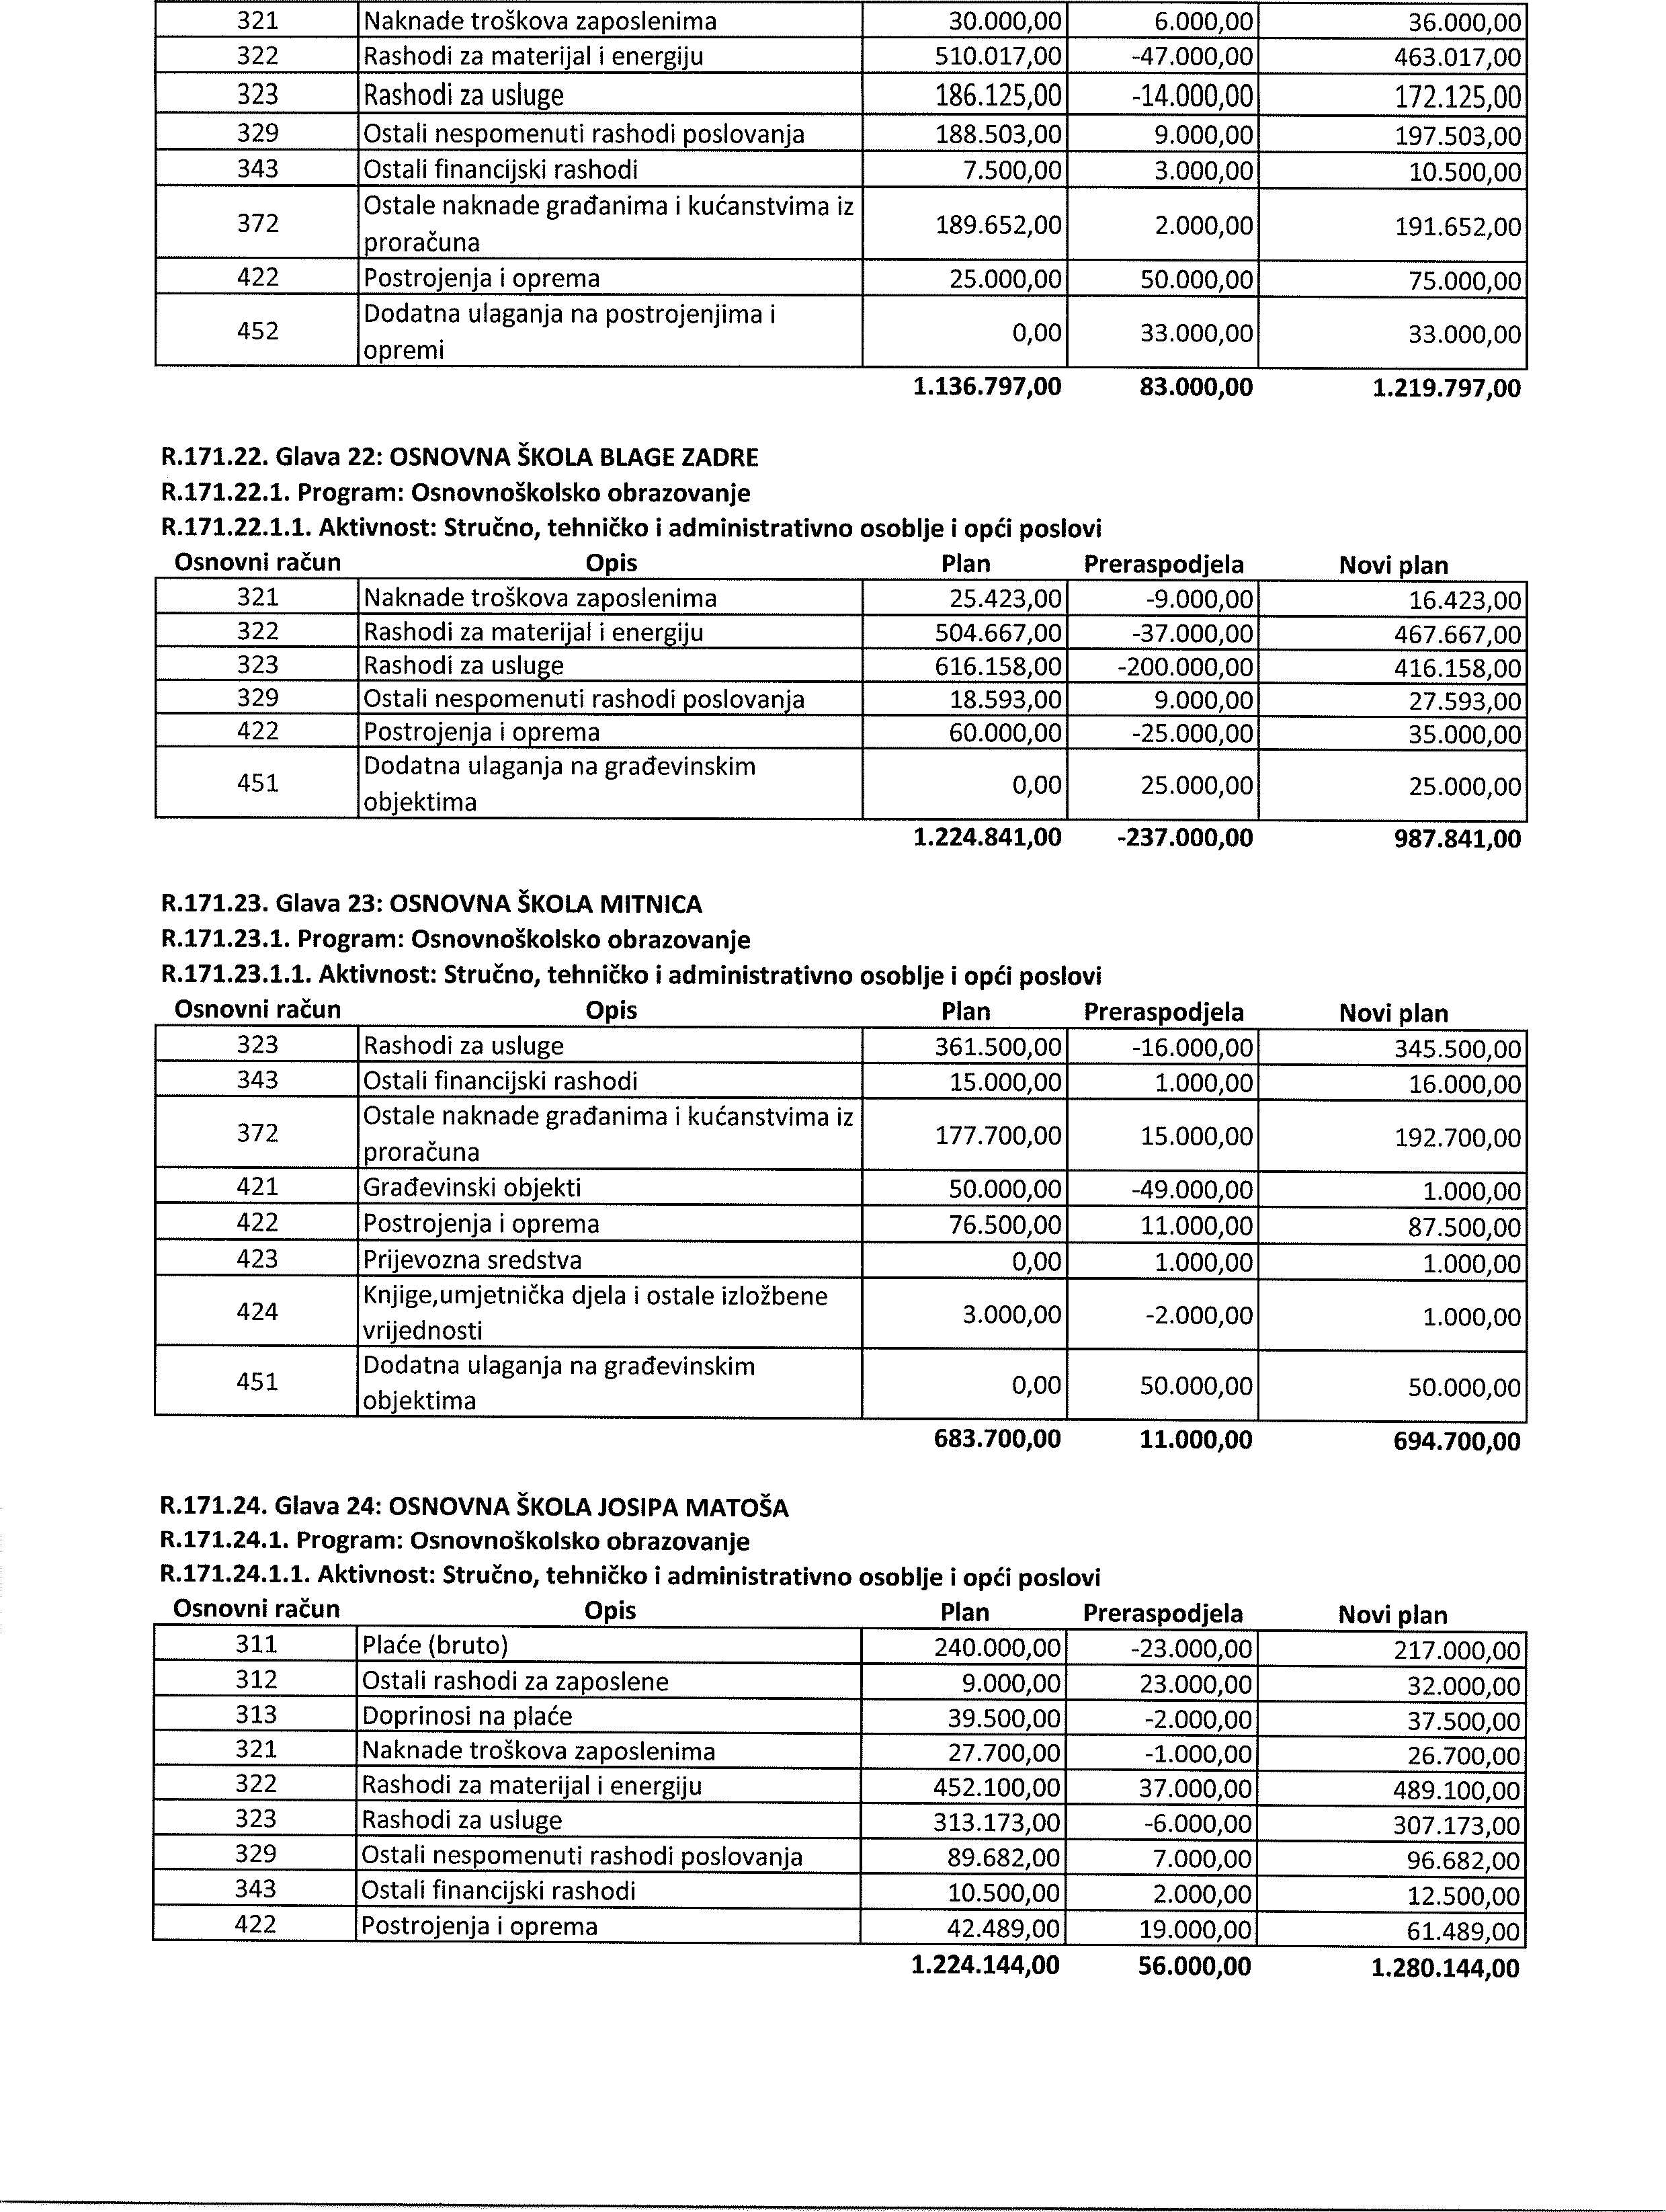 321 Naknade troškova zaposlenima 30.000,00 6.000,00 36.000,00
322 Rashodi za materijal i energiju 510.017,00 -47.000,00 463.017,00
323 Rashodi za usluge 186.125,00 -14.000,00 172.125,00
329 Ostali nespomenuti rashodi poslovanja 188.503,00 9.000,00 197.503,00
343 Ostali financijski rashodi 7.500,00 3.000,00 10.500,00
372 Ostale naknade građanima i kućanstvima iz
proračuna 189.652,00 2.000,00 191.652,00
422 Postrojenja i oprema 25.000,00 50.000,00 75.000,00
452 Dodatna ulaganja na postrojenjima i
opremi 0,00 33.000,00 33.000,00
1.136.797,00 83.000,00 1.219.797,00
R.171.22. Glava 22: OSNOVNA ŠKOLA BLAGE ZADRE
R.171.22.1. Program: Osnovnoškolsko obrazovanje
R.171.22.1.1. Aktivnost: Stručno, tehničko i administrativno osoblje i opći poslovi
Osnovni račun Opis Plan Preraspodjela Novi plan
321 Naknade troškova zaposlenima 25.423,00 -9.000,00 16.423,00
322 Rashodi za materijal i energiju 504.667,00 -37.000,00 467.667,00
323 Rashodi za usluge 616.158,00 -200.000,00 416.158,00
329 Ostali nespomenuti rashodi poslovanja 18.593,00 9.000,00 27.593,00
422 Postrojenja i oprema 60.000,00 -25.000,00 35.000,00
451 Dodatna ulaganja na građevinskim
objektima 0,00 25.000,00 25.000,00
1.224.841,00 -237.000,00 987.841,00
R.171.23. Glava 23: OSNOVNA ŠKOLA MITNICA
R.171.23.1. Program: Osnovnoškolsko obrazovanje
R.171.23.1.1. Aktivnost: Stručno, tehničko i administrativno osoblje i opći poslovi
Osnovni račun Opis Plan Preraspodjela Novi plan
323 Rashodi za usluge 361.500,00 -16.000,00 345.500,00
343 Ostali financijski rashodi 15.000,00 1.000,00 16.000,00
372 Ostale naknade građanima i kućanstvima iz
proračuna 177.700,00 15.000,00 192.700,00
421 Građevinski objekti 50.000,00 -49.000,00 1.000,00
422 Postrojenja i oprema 76.500,00 11.000,00 87.500,00
423 Prijevozna sredstva 0,00 1.000,00 1.000,00
424 Knjige,umjetnička djela i ostale izložbene
vrijednosti 3.000,00 -2.000,00 1.000,00
451 Dodatna ulaganja na građevinskim
objektima 0,00 50.000,00 50.000,00
683.700,00 11.000,00 694.700,00
R.171.24. Glava 24: OSNOVNA ŠKOLA JOSIPA MATOŠA
R.171.24.1. Program: Osnovnoškolsko obrazovanje
R.171.24.1.1. Aktivnost: Stručno, tehničko i administrativno osoblje i opći poslovi
Osnovni račun Opis Plan Preraspodjela Novi plan
311 Plaće (bruto) 240.000,00 -23.000,00 217.000,00
312 Ostali rashodi za zaposlene 9.000,00 23.000,00 32.000,00
313 Doprinosi na plaće 39.500,00 -2.000,00 37.500,00
321 Naknade troškova zaposlenima 27.700,00 -1.000,00 26.700,00
322 Rashodi za materijal i energiju 452.100,00 37.000,00 489.100,00
323 Rashodi za usluge 313.173,00 -6.000,00 307.173,00
329 Ostali nespomenuti rashodi poslovanja 89.682,00 7.000,00 96.682,00
343 Ostali financijski rashodi 10.500,00 2.000,00 12.500,00
422 Postrojenja i oprema 42.489,00 19.000,00 61.489,00
1.224.144,00 56.000,00 1.280.144,00